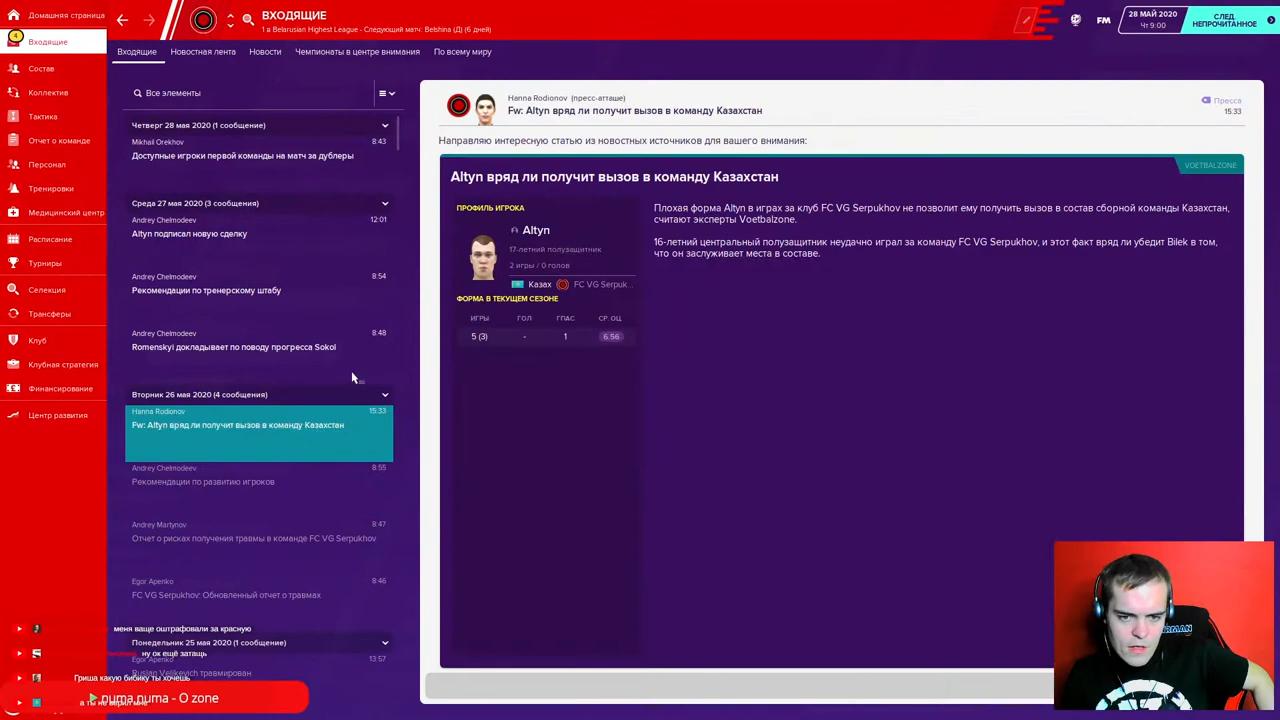 Домашняя страница
4
Входящие
Состав
Коллектив
Тактика
Отчет о команде
Персонал
Тренировки
Медицинский центр
Расписание
Турниры
Селекция
Трансферы
Клуб
Клубная стратегия
Финансирование
Центр развития
ВХОДЯЩИЕ
1 в Belarusian Highest League - Следующий матч: Belshina (Д) (6 дней)
FM
28 МАЙ 2020
Чт 9:00
СЛЕД.
НЕПРОЧИТАННОЕ
Входящие Новостная лента Новости Чемпионаты в центре внимания По всему миру
Все элементы
Четверг 28 мая 2020 (1 сообщение)
Mikhail Orekhov 8:43
Доступные игроки первой команды на матч за дублеры
Среда 27 мая 2020 (3 сообщения)
Andrey Chelmodeev 12:01
Altyn подписал новую сделку
Andrey Chelmodeev 8:54
Рекомендации по тренерскому штабу
Andrey Chelmodeev 8:48
Romenskyi докладывает по поводу прогресса Sokol
Вторник 26 мая 2020 (4 сообщения)
Hanna Rodionov 15:33
Fw: Altyn вряд ли получит вызов в команду Казахстан
Andrey Chelmodeev 8:55
Рекомендации по развитию игроков
Andrey Martynov 8:47
Отчет о рисках получения травмы в команде FC VG Serpukhov
Egor Apenko 8:46
FC VG Serpukhov: Обновленный отчет о травмах
Понедельник 25 мая 2020 (1 сообщение)
Egor Apenko 13:57
Ruslan Velikevich травмирован
Hanna Rodionov (пресс-атташе)
Fw: Altyn вряд ли получит вызов в команду Казахстан
Пресса
15:33
Направляю интересную статью из новостных источников для вашего внимания:
VOETBALZONE
Altyn вряд ли получит вызов в команду Казахстан
ПРОФИЛЬ ИГРОКА
Altyn
17-летний полузащитник
2 игры / 0 голов
Казах FC VG Serpuk...
ФОРМА В ТЕКУЩЕМ СЕЗОНЕ
ИГРЫ ГОЛ ГПАС СР. ОЦ
5 (3) - 1 6.56
Плохая форма Altyn в играх за клуб FC VG Serpukhov не позволит ему получить вызов в состав сборной команды Казахстан,
считают эксперты Voetbalzone.
16-летний центральный полузащитник неудачно играл за команду FC VG Serpukhov, и этот факт вряд ли убедит Bilek в том,
что он заслуживает места в составе.
меня ваще оштрафовали за красную
ну ок ещё затащь
Гриша какую бибику ты хочешь
а ты не верил мне
numa numa - O zone